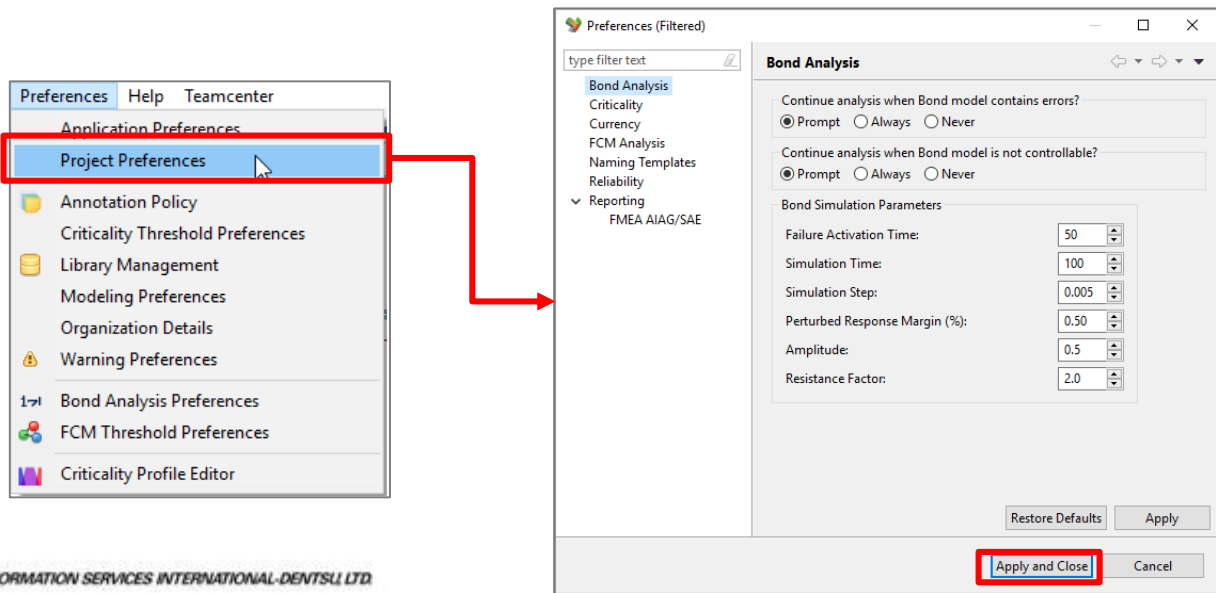 Preferences Help Teamcenter
Application Preferences
Project Preferences
Annotation Policy
Criticality Threshold Preferences
Library Management
Modeling Preferences
Organization Details
Warning Preferences
Bond Analysis Preferences
FCM Threshold Preferences
Criticality Profile Editor
ORMATION SERVICES INTERNATIONAL-DENTSU, LTD.
Preferences (Filtered)
type filter text
Bond Analysis
Criticality
Currency
FCM Analysis
Naming Templates
Reliability
Reporting
FMEA AIAG/SAE
Bond Analysis
Continue analysis when Bond model contains errors?
Prompt Always Never
Continue analysis when Bond model is not controllable?
Prompt Always Never
Bond Simulation Parameters
Failure Activation Time: 50
Simulation Time: 100
Simulation Step: 0.005
Perturbed Response Margin (%): 0.50
Amplitude: 0.5
Resistance Factor: 2.0
Restore Defaults Apply
Apply and Close Cancel